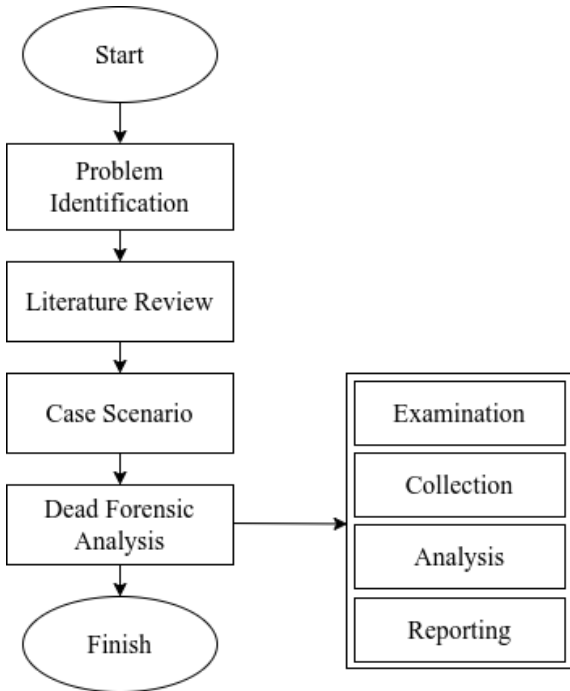 Start
Problem
Identification
Literature Review
Case Scenario
Dead Forensic
Analysis
Finish
Examination
Collection
Analysis
Reporting